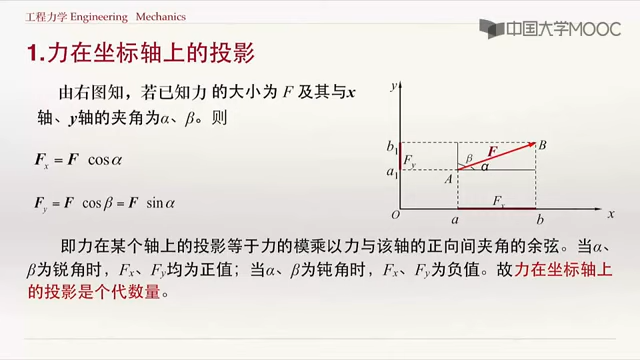 工程力学 Engineering Mechanics
中国大学MOOC
1.力在坐标轴上的投影
由右图知，若已知力 的大小为 F 及其与x
轴、y轴的夹角为α、β。则
Fx = F cosα
Fy = F cosβ = F sinα
y
b1
Fy
a1
F
B
β
α
A
Fx
O
a
b
x
即力在某个轴上的投影等于力的模乘以力与该轴的正向间夹角的余弦。当α、
β为锐角时，Fx、Fy均为正值；当α、β为钝角时，Fx、Fy为负值。故力在坐标轴上
的投影是个代数量。